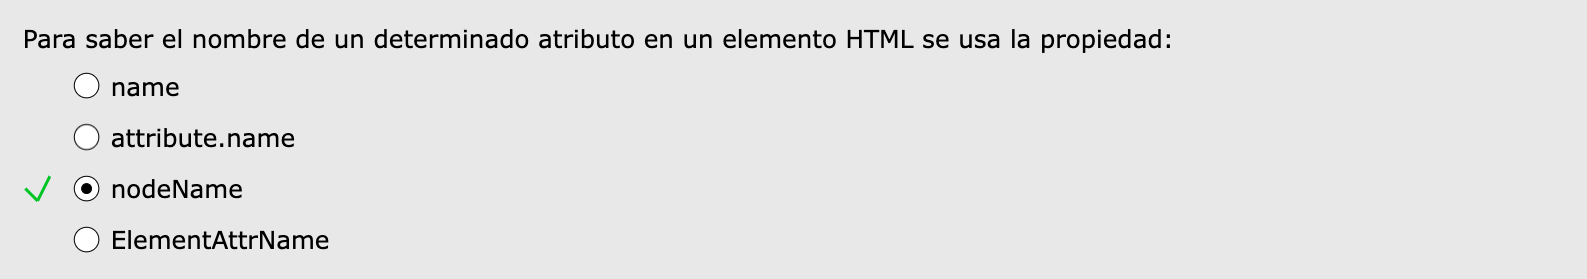 Para saber el nombre de un determinado atributo en un elemento HTML se usa la propiedad:
name
attribute.name
nodeName
ElementAttrName